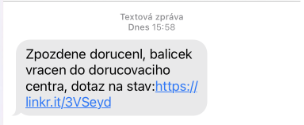 Textová zpráva
Dnes 15:58
Zpozdene dorucenl, balicek
vracen do dorucovaciho
centra, dotaz na stav:https://
linkr.it/3VSeyd